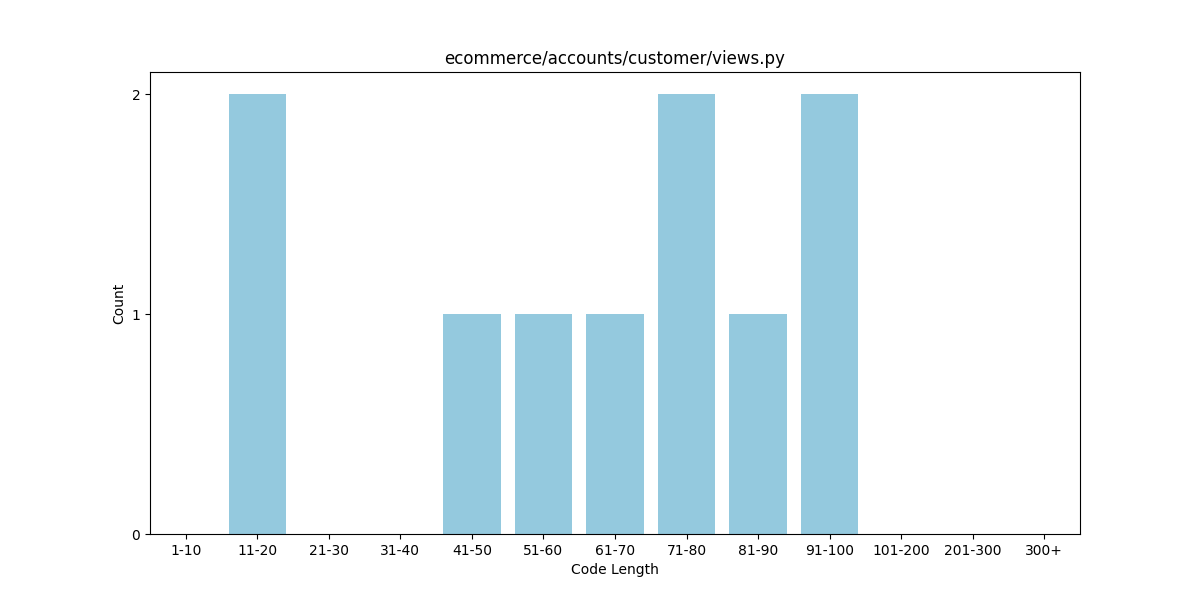 ecommerce/accounts/customer/views.py
2
1
0
Count
1-10 11-20 21-30 31-40 41-50 51-60 61-70 71-80 81-90 91-100 101-200 201-300 300+
Code Length